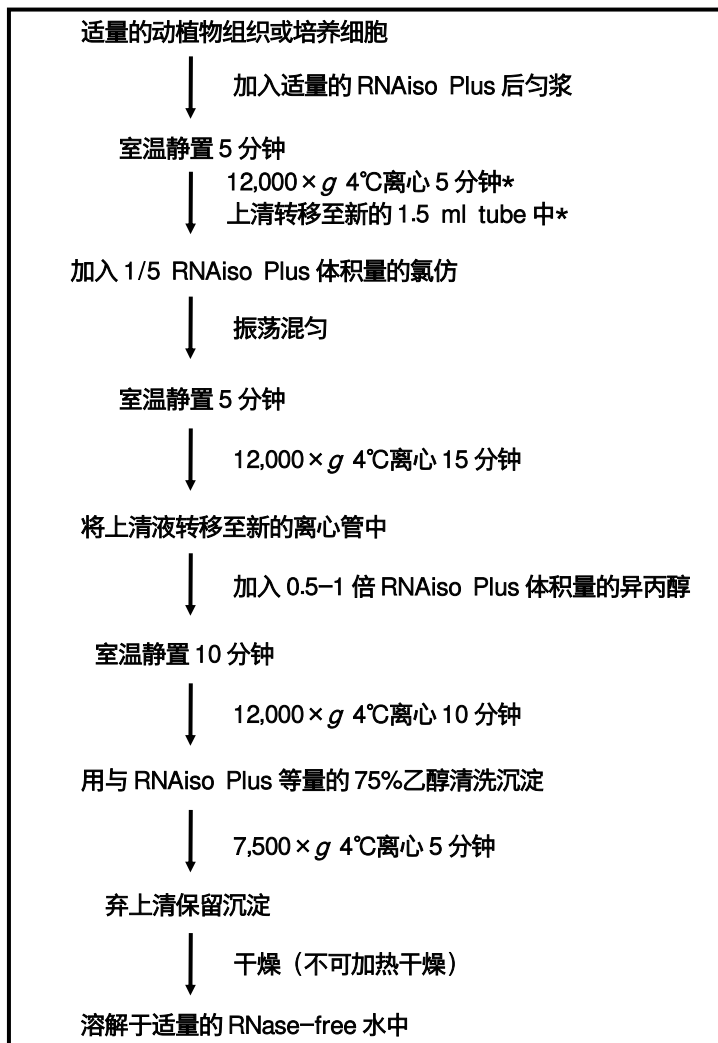 适量的动植物组织或培养细胞
加入适量的 RNAiso Plus 后匀浆
室温静置 5 分钟
12,000×g 4℃离心 5 分钟*
上清转移至新的 1.5 ml tube 中*
加入 1/5 RNAiso Plus 体积量的氯仿
振荡混匀
室温静置 5 分钟
12,000×g 4℃离心 15 分钟
将上清液转移至新的离心管中
加入 0.5-1 倍 RNAiso Plus 体积量的异丙醇
室温静置 10 分钟
12,000×g 4℃离心 10 分钟
用与 RNAiso Plus 等量的 75%乙醇清洗沉淀
7,500×g 4℃离心 5 分钟
弃上清保留沉淀
干燥（不可加热干燥）
溶解于适量的 RNase-free 水中